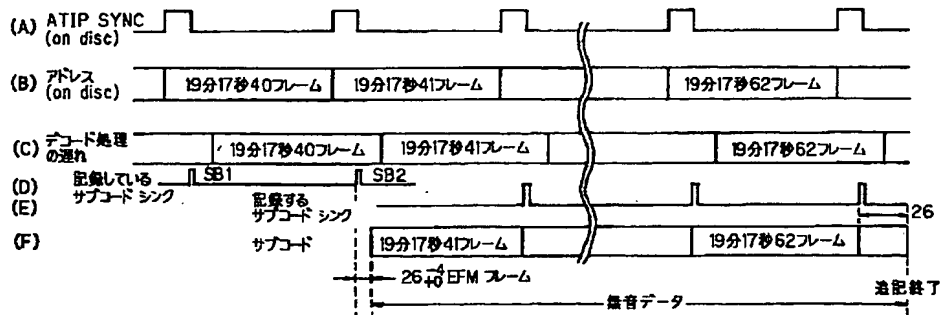 (A) ATIP SYNC
(on disc)
(B) アドレス
(on disc)
19分17秒40フレーム 19分17秒41フレーム 19分17秒62フレーム
(C) デコード処理
の遅れ
19分17秒40フレーム 19分17秒41フレーム 19分17秒62フレーム
(D) 記録している
サブコード シンク
SB1 SB2
(E) 記録する
サブコード シンク
26
(F) サブコード
19分17秒41フレーム 19分17秒62フレーム
26 -4 +0 EFM フレーム
追記終了
無音データ